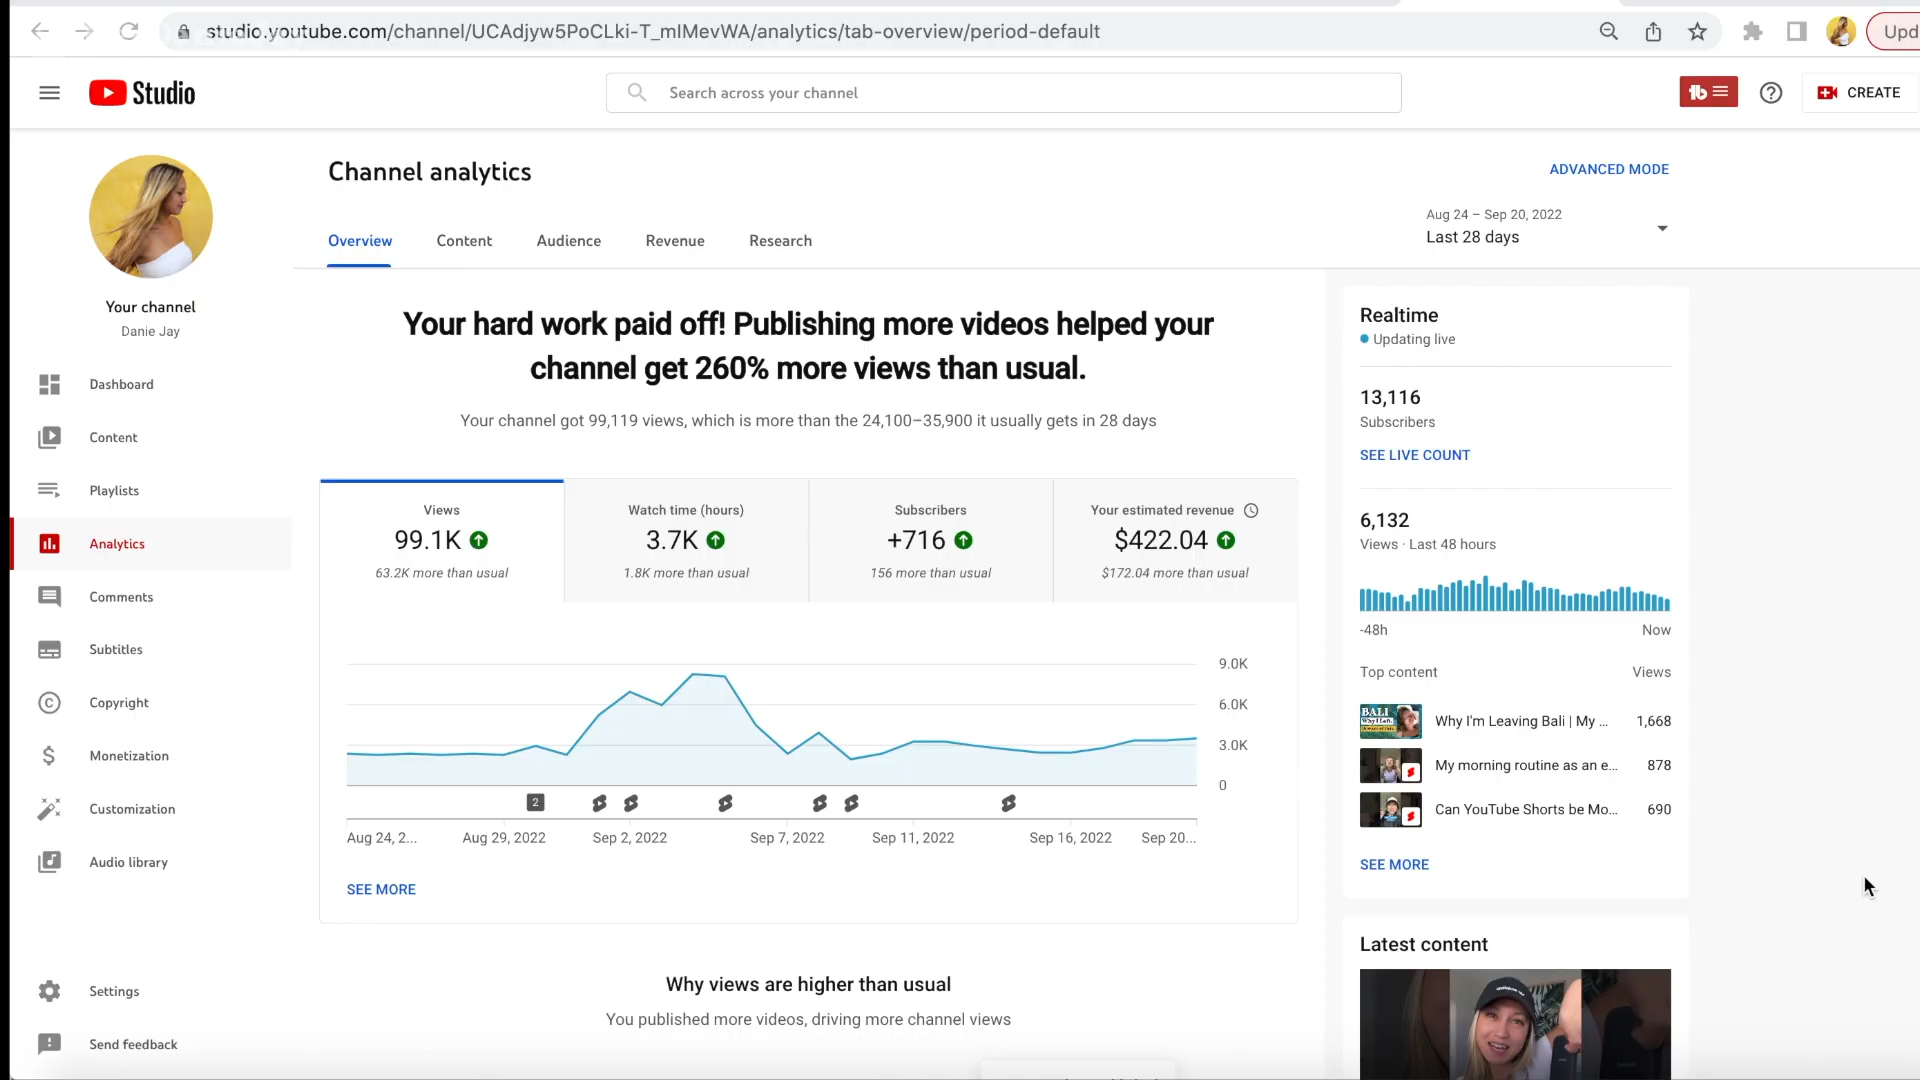 studio.youtube.com/channel/UCAdjyw5PoCLki-T_mIMevWA/analytics/tab-overview/period-default
Upd
Studio
Search across your channel
CREATE
Your channel
Danie Jay
Dashboard
Content
Playlists
Analytics
Comments
Subtitles
Copyright
Monetization
Customization
Audio library
Settings
Send feedback
Channel analytics
ADVANCED MODE
Overview
Content
Audience
Revenue
Research
Aug 24 – Sep 20, 2022
Last 28 days
Your hard work paid off! Publishing more videos helped your
channel get 260% more views than usual.
Your channel got 99,119 views, which is more than the 24,100–35,900 it usually gets in 28 days
Views
99.1K
63.2K more than usual
Watch time (hours)
3.7K
1.8K more than usual
Subscribers
+716
156 more than usual
Your estimated revenue
$422.04
$172.04 more than usual
9.0K
6.0K
3.0K
0
2
Aug 24, 2...
Aug 29, 2022
Sep 2, 2022
Sep 7, 2022
Sep 11, 2022
Sep 16, 2022
Sep 20...
SEE MORE
Why views are higher than usual
You published more videos, driving more channel views
Realtime
Updating live
13,116
Subscribers
SEE LIVE COUNT
6,132
Views · Last 48 hours
-48h
Now
Top content
Views
BALI
Why I'm Leaving Bali | My ...
1,668
My morning routine as an e...
878
Can YouTube Shorts be Mo...
690
SEE MORE
Latest content